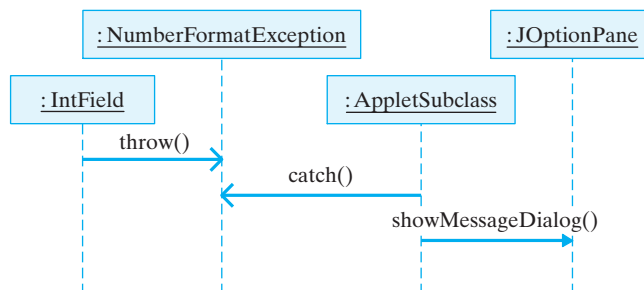 : NumberFormatException
: JOptionPane
: IntField
: AppletSubclass
throw()
catch()
showMessageDialog()